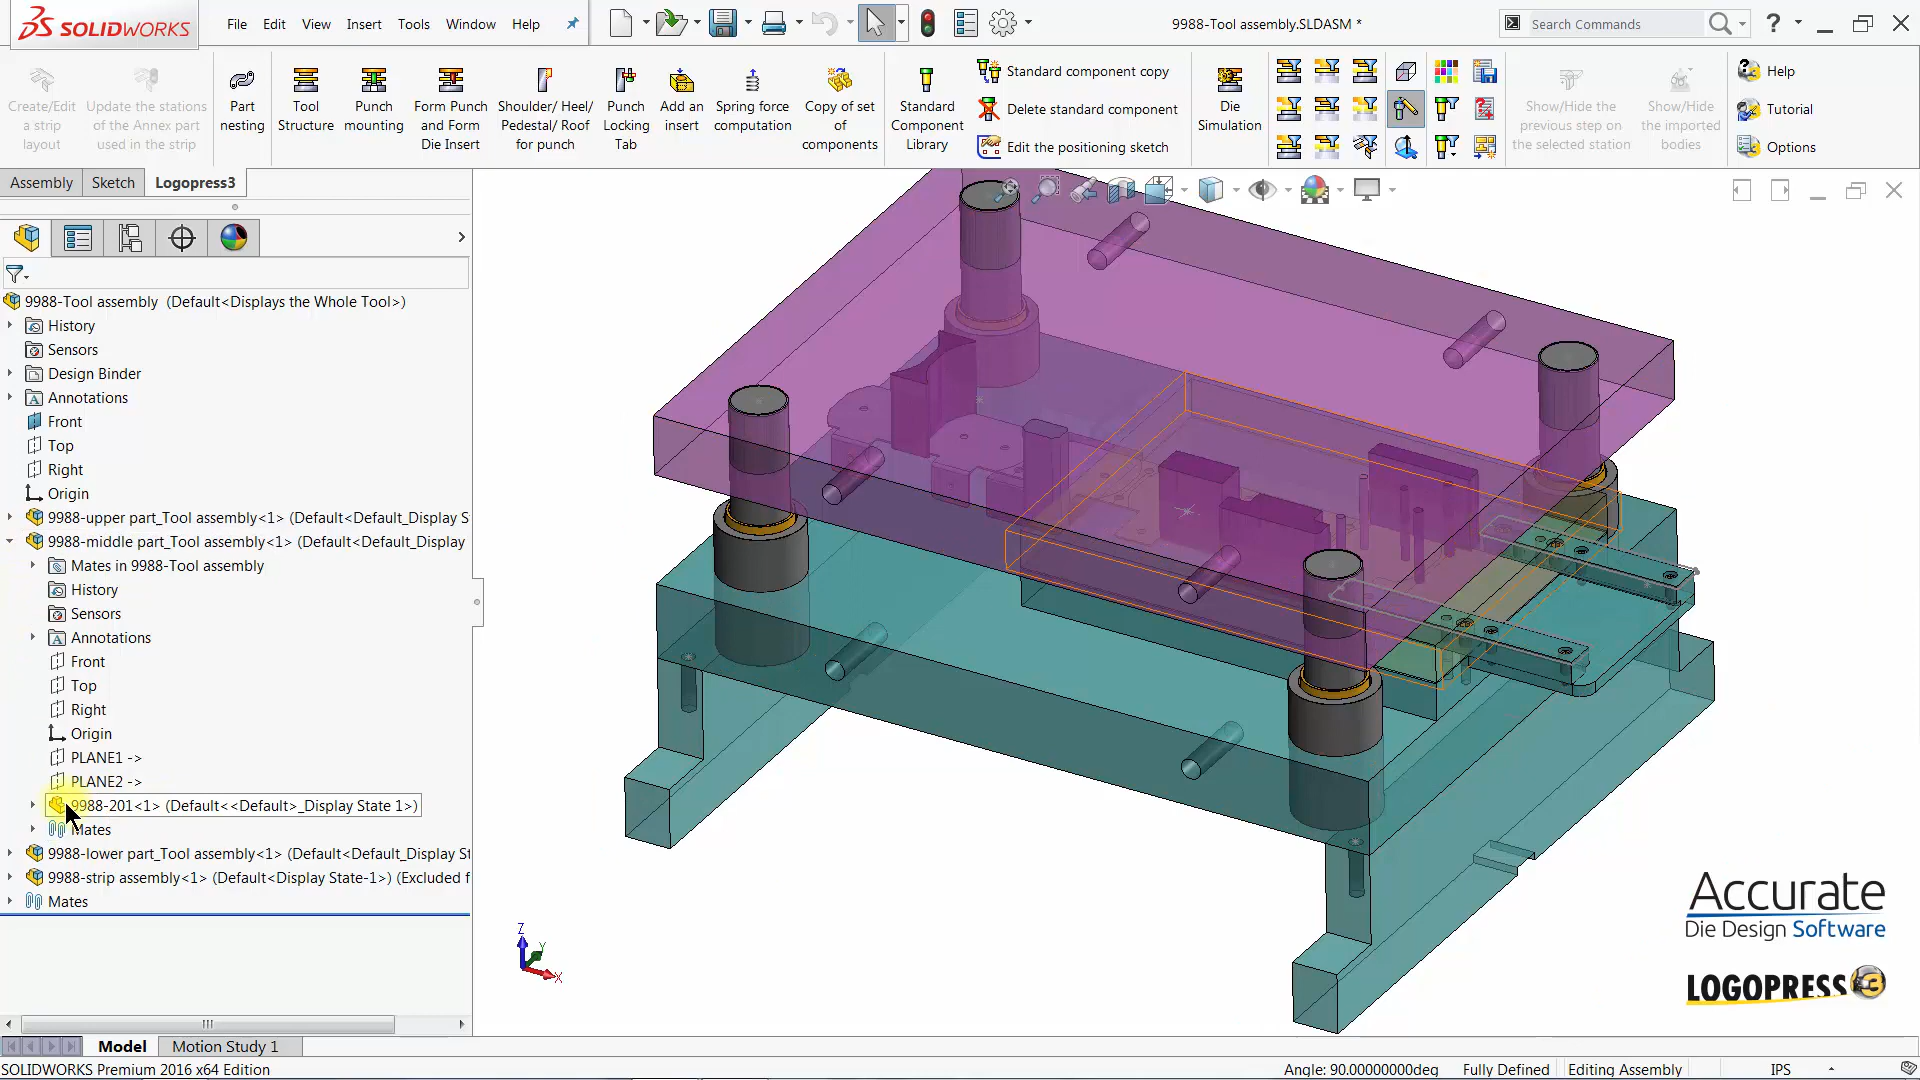 SOLIDWORKS
File Edit View Insert Tools Window Help
9988-Tool assembly.SLDASM *
Search Commands
?
Create/Edit
a strip
layout
Update the stations
of the Annex part
used in the strip
Part
nesting
Tool
Structure
Punch
mounting
Form Punch
and Form
Die Insert
Shoulder/ Heel/
Pedestal/ Roof
for punch
Punch
Locking
Tab
Add an
insert
Spring force
computation
Copy of set
of
components
Standard
Component
Library
Standard component copy
Delete standard component
Edit the positioning sketch
Die
Simulation
Show/Hide the
previous step on
the selected station
Show/Hide
the imported
bodies
Help
Tutorial
Options
Assembly Sketch Logopress3
9988-Tool assembly (Default<Displays the Whole Tool>)
History
Sensors
Design Binder
Annotations
Front
Top
Right
Origin
9988-upper part_Tool assembly<1> (Default<Default_Display S
9988-middle part_Tool assembly<1> (Default<Default_Display
Mates in 9988-Tool assembly
History
Sensors
Annotations
Front
Top
Right
Origin
PLANE1 ->
PLANE2 ->
9988-201<1> (Default<<Default>_Display State 1>)
Mates
9988-lower part_Tool assembly<1> (Default<Default_Display St
9988-strip assembly<1> (Default<Display State-1>) (Excluded f
Mates
Z
Y
X
Accurate
Die Design Software
LOGOPRESS 3
Model Motion Study 1
SOLIDWORKS Premium 2016 x64 Edition
Angle: 90.00000000deg Fully Defined Editing Assembly IPS